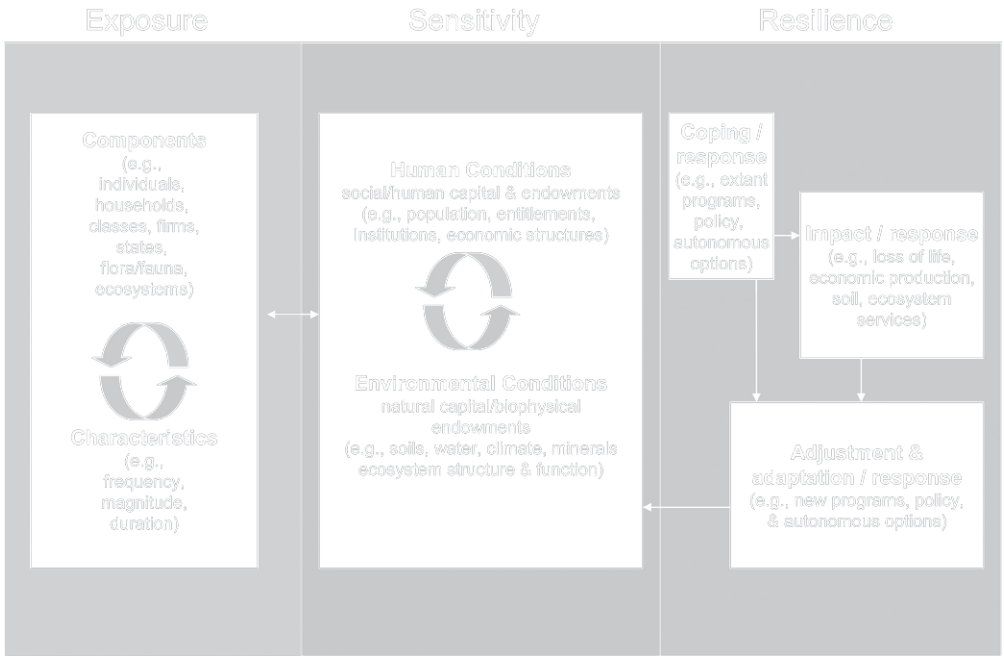 Exposure
Sensitivity
Resilience
Components
(e.g.,
individuals,
households,
classes, firms,
states,
flora/fauna,
ecosystems)
Characteristics
(e.g.,
frequency,
magnitude,
duration)
Human Conditions
social/human capital & endowments
(e.g., population, entitlements,
Institutions, economic structures)
Environmental Conditions
natural capital/biophysical
endowments
(e.g., soils, water, climate, minerals
ecosystem structure & function)
Coping /
response
(e.g., extant
programs,
policy,
autonomous
options)
Impact / response
(e.g., loss of life,
economic production,
soil, ecosystem
services)
Adjustment &
adaptation / response
(e.g., new programs, policy,
& autonomous options)